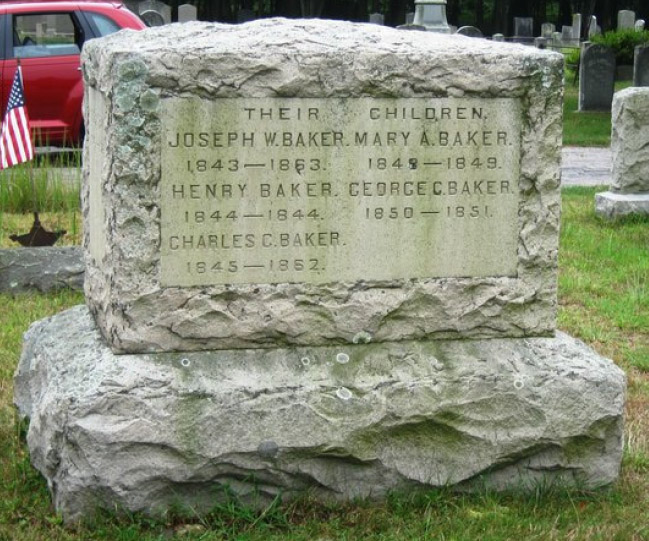 THEIR CHILDREN.
JOSEPH W. BAKER.
1843—1863.
HENRY BAKER.
1844—1844.
CHARLES C. BAKER.
1845—1862.
MARY A. BAKER.
1849—1849.
GEORGE C. BAKER.
1850—1851.